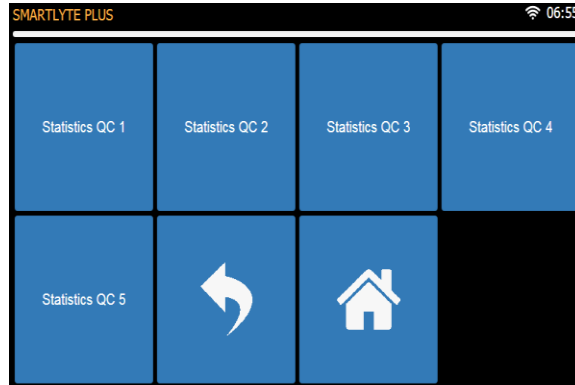 SMARTLYTE PLUS 06:55
Statistics QC 1 Statistics QC 2 Statistics QC 3 Statistics QC 4
Statistics QC 5